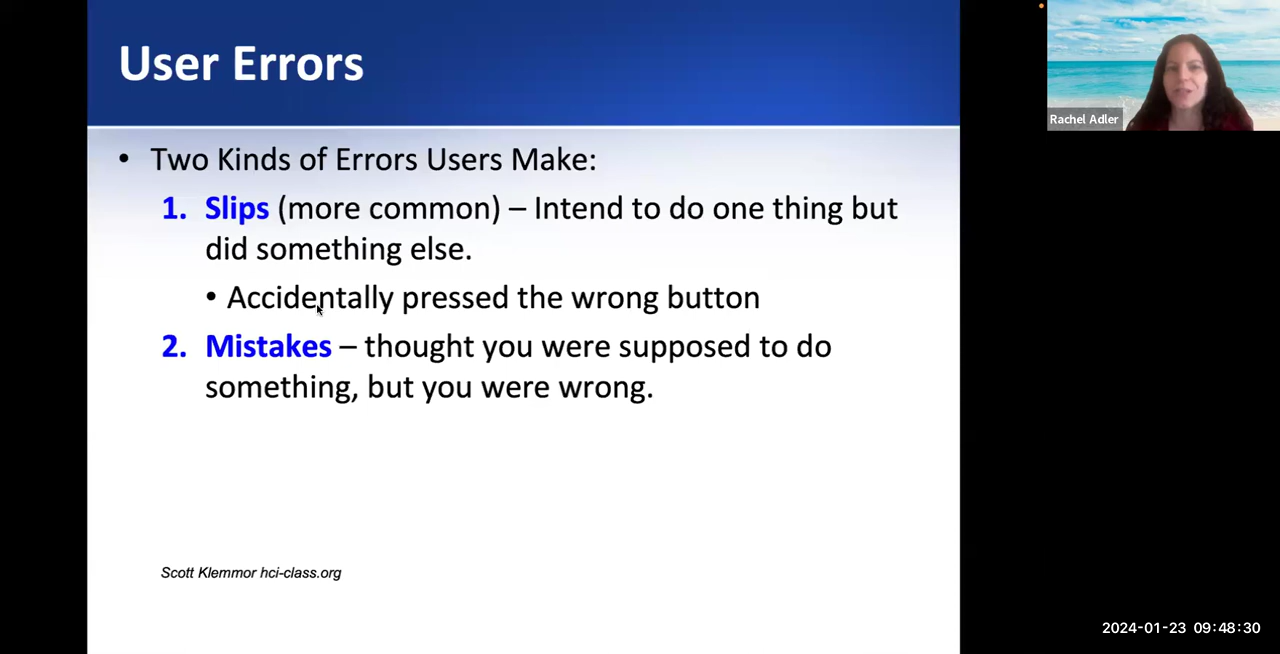 User Errors
• Two Kinds of Errors Users Make:
1. Slips (more common) – Intend to do one thing but
did something else.
• Accidentally pressed the wrong button
2. Mistakes – thought you were supposed to do
something, but you were wrong.
Scott Klemmor hci-class.org
Rachel Adler
2024-01-23 09:48:30